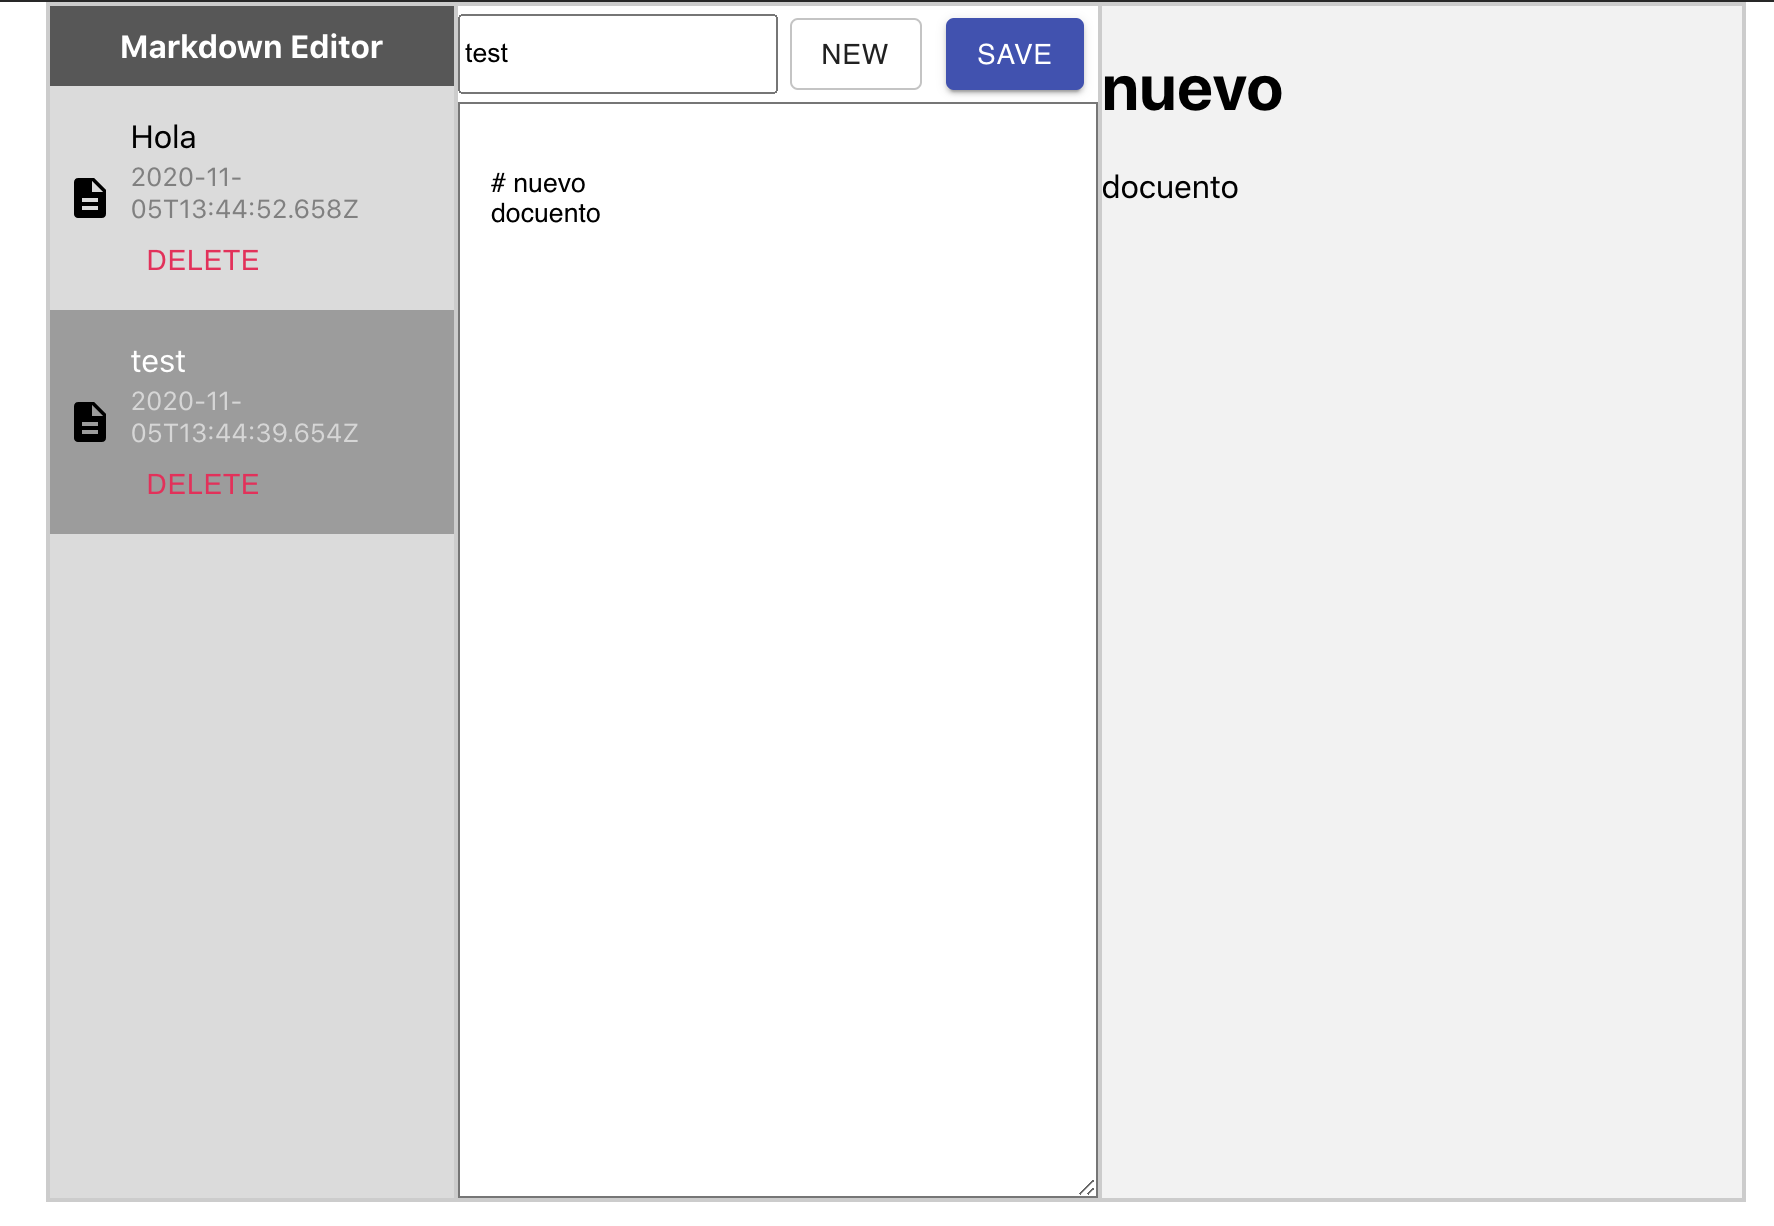 Markdown Editor
Hola
2020-11-
05T13:44:52.658Z
DELETE
test
2020-11-
05T13:44:39.654Z
DELETE
test
NEW
SAVE
# nuevo
docuento
nuevo
docuento